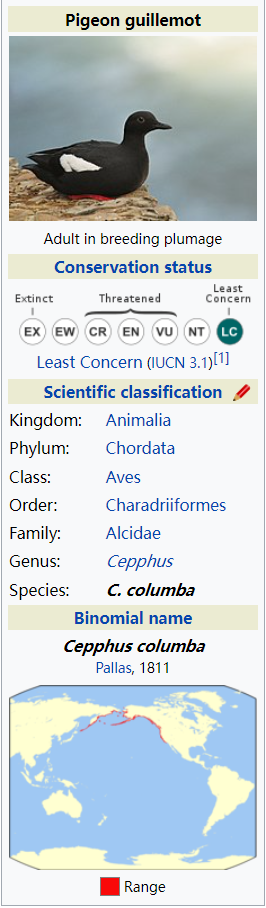 Pigeon guillemot
Adult in breeding plumage
Conservation status
Extinct Threatened Least Concern
EX EW CR EN VU NT LC
Least Concern (IUCN 3.1)[1]
Scientific classification
Kingdom: Animalia
Phylum: Chordata
Class: Aves
Order: Charadriiformes
Family: Alcidae
Genus: Cepphus
Species: C. columba
Binomial name
Cepphus columba
Pallas, 1811
Range